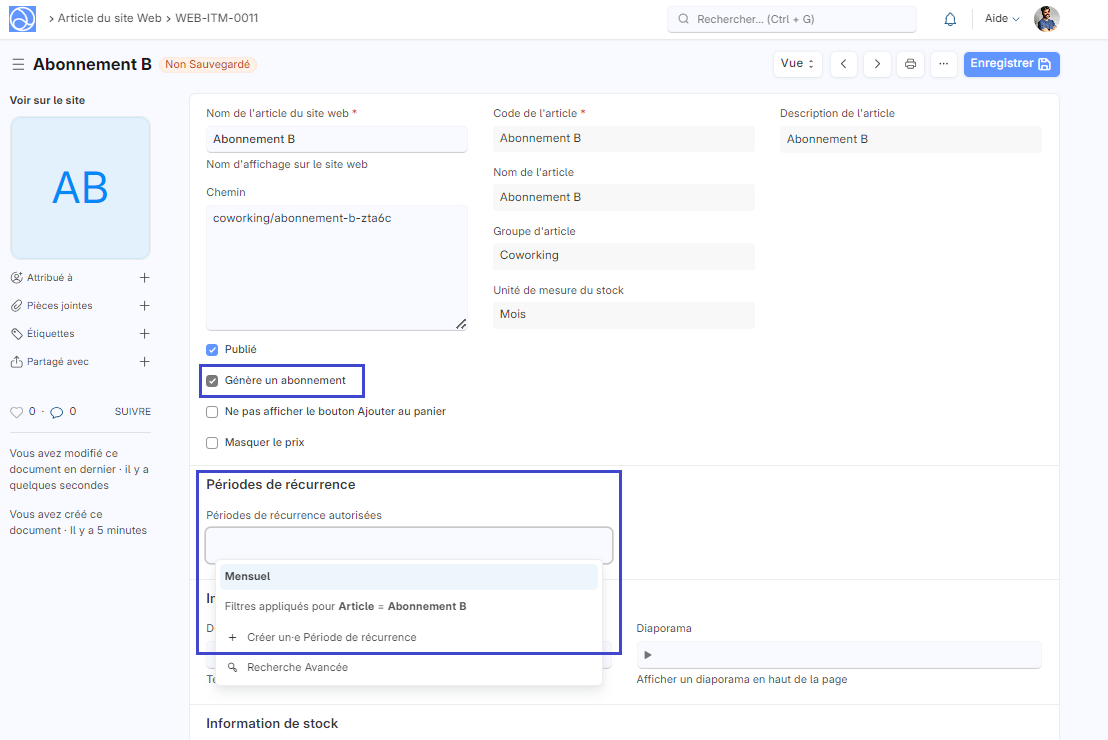 Article du site Web
WEB-ITM-0011
Rechercher... (Ctrl + G)
Aide
Abonnement B
Non Sauvegardé
Vue
Enregistrer
Voir sur le site
AB
Attribué à
Pièces jointes
Étiquettes
Partagé avec
0 · 0
SUIVRE
Vous avez modifié ce
document en dernier · il y a
quelques secondes
Vous avez créé ce
document · Il y a 5 minutes
Nom de l'article du site web *
Abonnement B
Nom d'affichage sur le site web
Chemin
coworking/abonnement-b-zta6c
Code de l'article *
Abonnement B
Nom de l'article
Abonnement B
Groupe d'article
Coworking
Unité de mesure du stock
Mois
Description de l'article
Abonnement B
Publié
Génère un abonnement
Ne pas afficher le bouton Ajouter au panier
Masquer le prix
Périodes de récurrence
Périodes de récurrence autorisées
Mensuel
Filtres appliqués pour Article = Abonnement B
+ Créer un·e Période de récurrence
Recherche Avancée
Diaporama
Afficher un diaporama en haut de la page
Information de stock